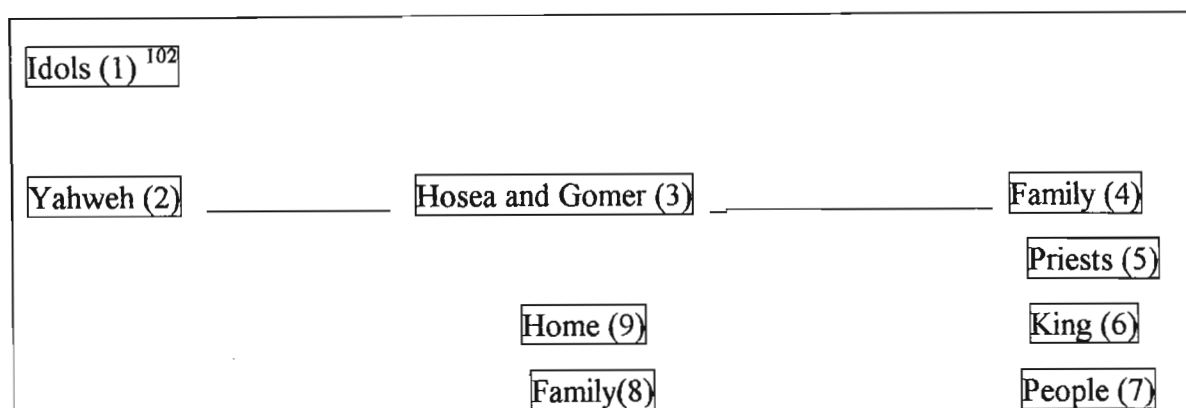 Idols (1) 102
Yahweh (2) Hosea and Gomer (3) Family (4)
Priests (5)
Home (9) King (6)
Family(8) People (7)